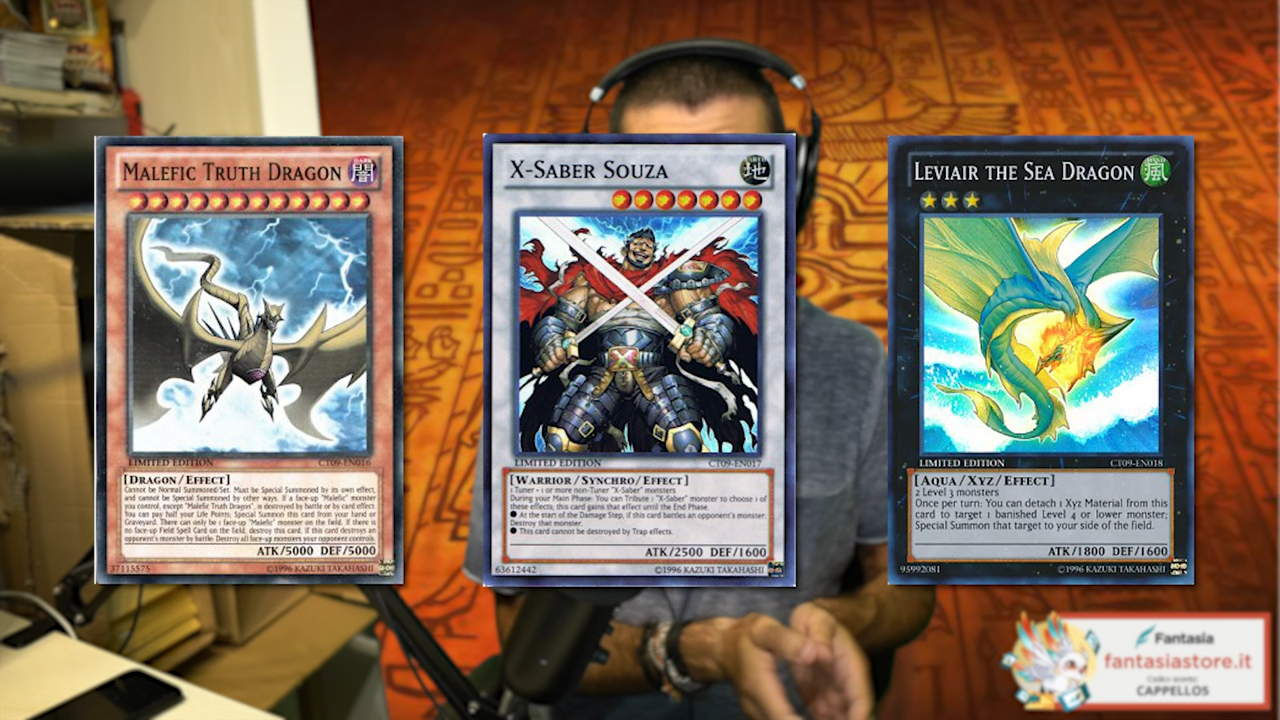 MALEFIC TRUTH DRAGON
DARK
闇
LIMITED EDITION
CT09-EN016
[DRAGON/EFFECT]
Cannot be Normal Summoned/Set. Must be Special Summoned by its own effect,
and cannot be Special Summoned by other ways. If a face-up "Malefic" monster
you control, except "Malefic Truth Dragon", is destroyed by battle or by card effect:
You can pay half your Life Points; Special Summon this card from your hand or
Graveyard. There can only be 1 face-up "Malefic" monster on the field. If there is
no face-up Field Spell Card on the field, destroy this card. If this card destroys an
opponent's monster by battle: Destroy all face-up monsters your opponent controls.
ATK/5000 DEF/5000
37115575
©1996 KAZUKI TAKAHASHI
X-SABER SOUZA
EARTH
地
LIMITED EDITION
CT09-EN017
[WARRIOR/SYNCHRO/EFFECT]
1 Tuner + 1 or more non-Tuner "X-Saber" monsters
During your Main Phase: You can Tribute 1 "X-Saber" monster to choose 1 of
these effects; this card gains that effect until the End Phase.
● At the start of the Damage Step, if this card battles an opponent's monster:
Destroy that monster.
● This card cannot be destroyed by Trap effects.
ATK/2500 DEF/1600
63612442
©1996 KAZUKI TAKAHASHI
LEVIAIR THE SEA DRAGON
WIND
風
LIMITED EDITION
CT09-EN018
[AQUA/XYZ/EFFECT]
2 Level 3 monsters
Once per turn: You can detach 1 Xyz Material from this
card to target 1 banished Level 4 or lower monster;
Special Summon that target to your side of the field.
ATK/1800 DEF/1600
95992081
©1996 KAZUKI TAKAHASHI
Fantasia
fantasiastore.it
Codice sconto:
CAPPELLOS